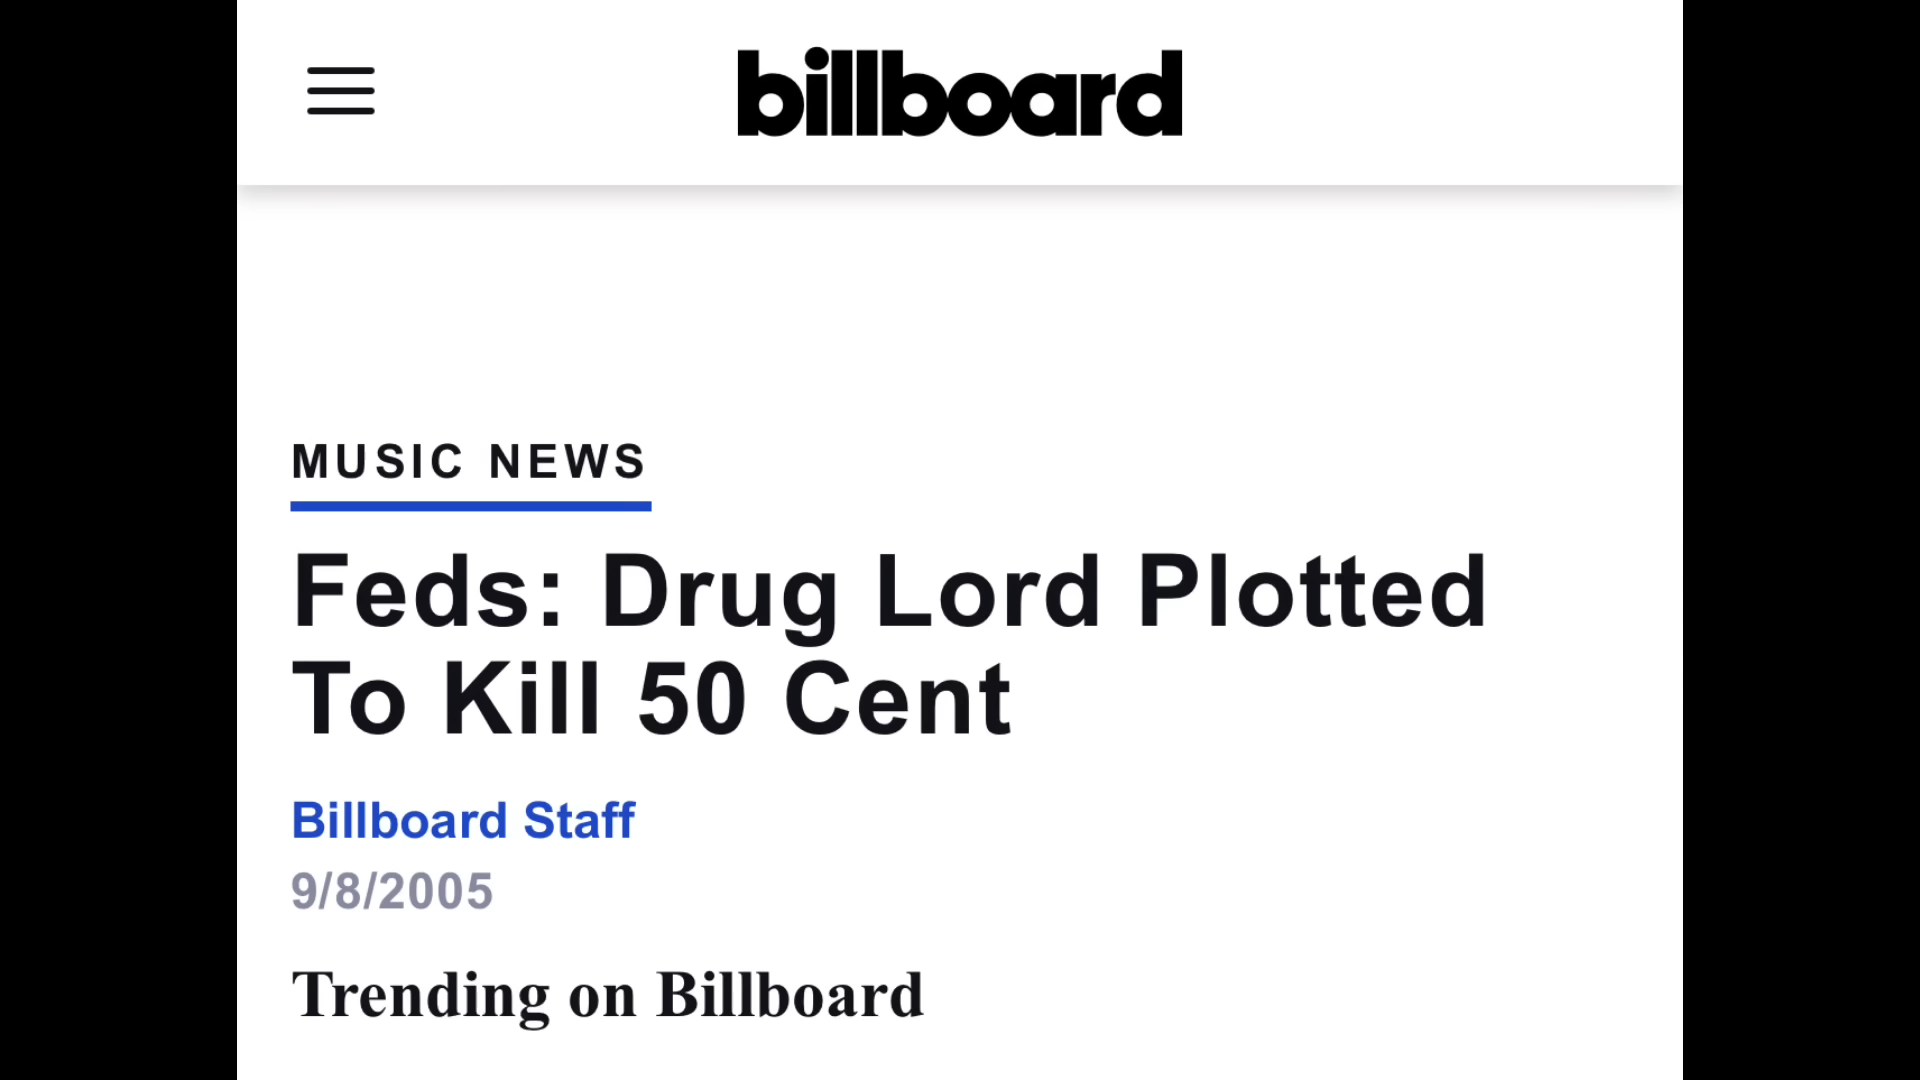 billboard
MUSIC NEWS
Feds: Drug Lord Plotted
To Kill 50 Cent
Billboard Staff
9/8/2005
Trending on Billboard